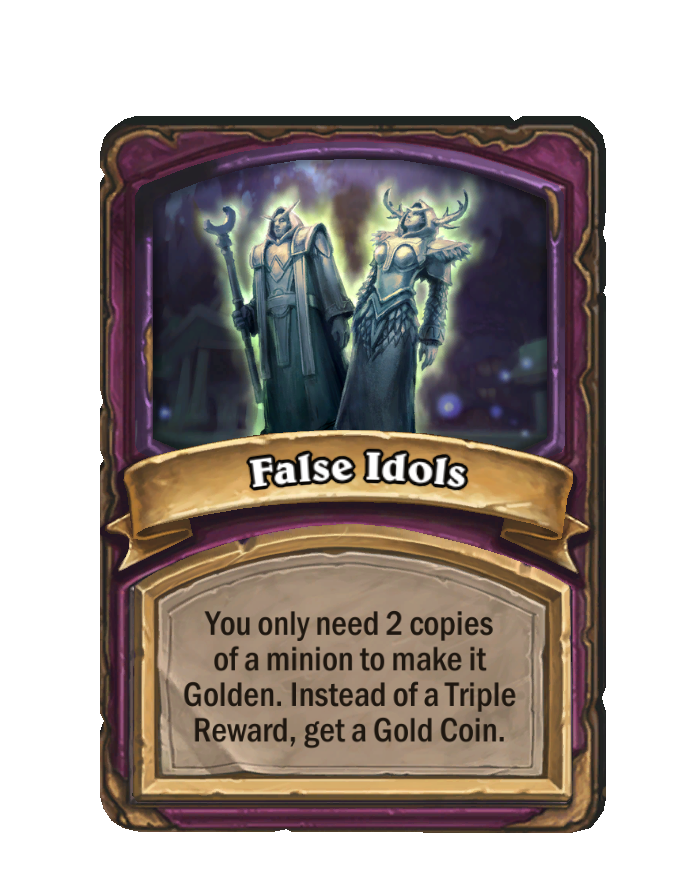 False Idols
You only need 2 copies
of a minion to make it
Golden. Instead of a Triple
Reward, get a Gold Coin.